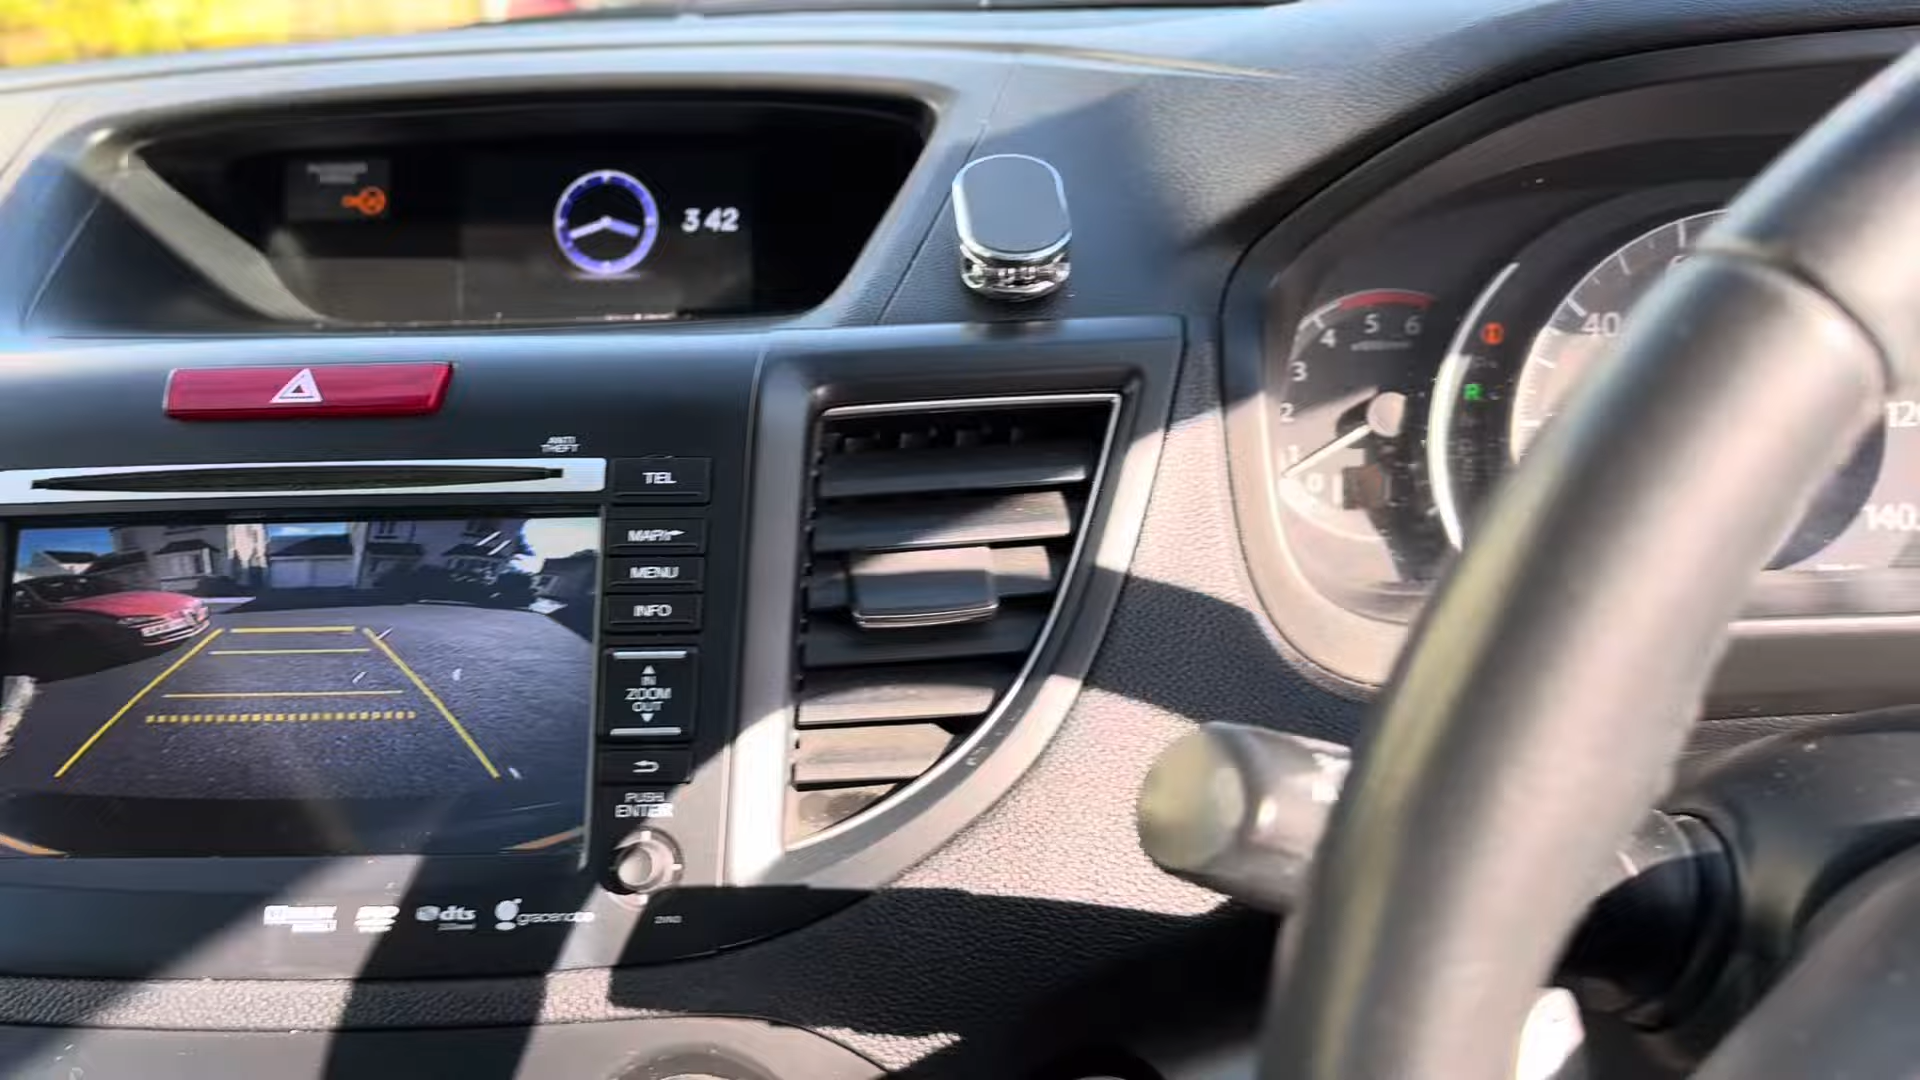 3 42
ANTI
THEFT
TEL
MENU
INFO
IN
ZOOM
OUT
PUSH
ENTER
dts
gracenote
1
2
3
4
5
6
0
R
40
120
140